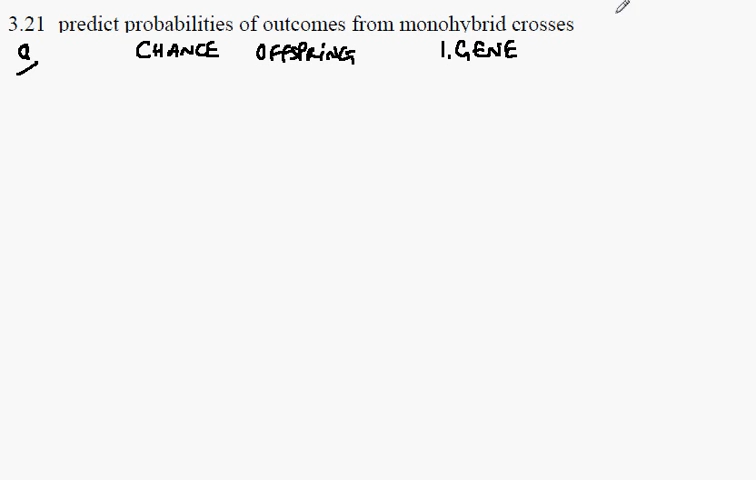 3.21 predict probabilities of outcomes from monohybrid crosses
Q, CHANCE OFFSPRING 1.GENE